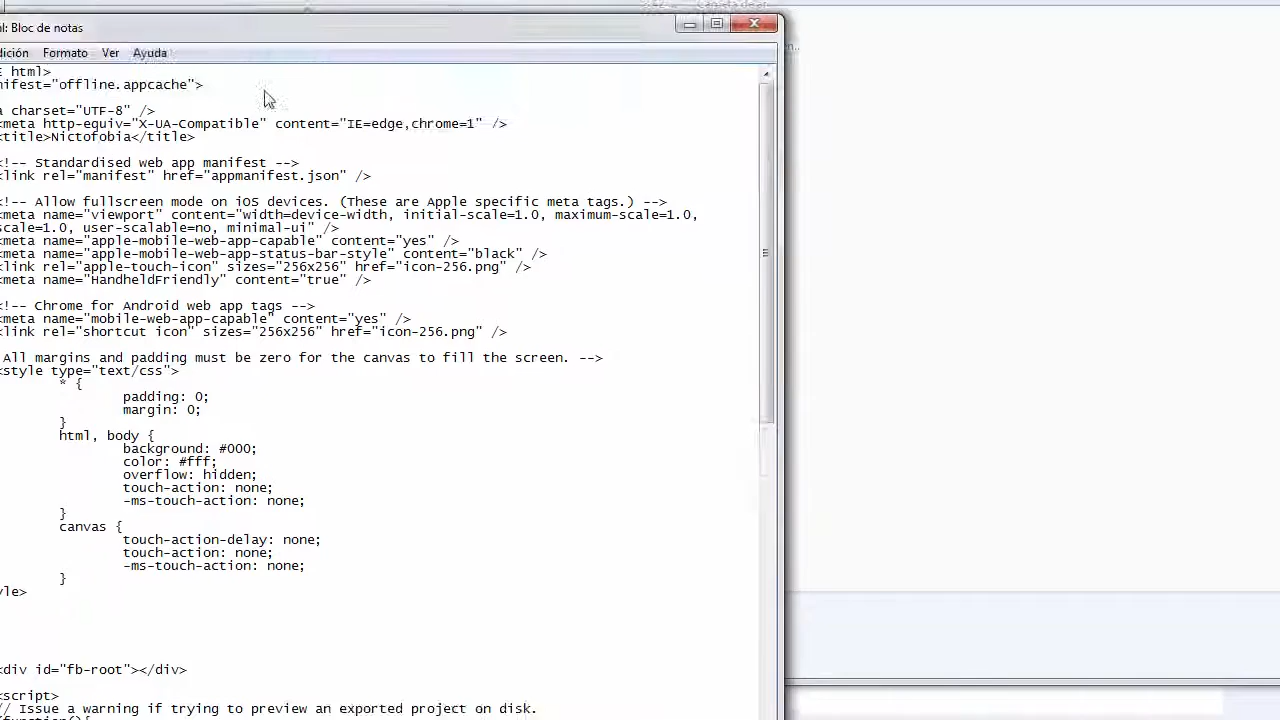 l: Bloc de notas
dición Formato Ver Ayuda
E html>
nifest="offline.appcache">
a charset="UTF-8" />
<meta http-equiv="X-UA-Compatible" content="IE=edge,chrome=1" />
<title>Nictofobia</title>
<!-- Standardised web app manifest -->
<link rel="manifest" href="appmanifest.json" />
<!-- Allow fullscreen mode on iOS devices. (These are Apple specific meta tags.) -->
<meta name="viewport" content="width=device-width, initial-scale=1.0, maximum-scale=1.0,
scale=1.0, user-scalable=no, minimal-ui" />
<meta name="apple-mobile-web-app-capable" content="yes" />
<meta name="apple-mobile-web-app-status-bar-style" content="black" />
<link rel="apple-touch-icon" sizes="256x256" href="icon-256.png" />
<meta name="HandheldFriendly" content="true" />
<!-- Chrome for Android web app tags -->
<meta name="mobile-web-app-capable" content="yes" />
<link rel="shortcut icon" sizes="256x256" href="icon-256.png" />
All margins and padding must be zero for the canvas to fill the screen. -->
<style type="text/css">
* {
padding: 0;
margin: 0;
}
html, body {
background: #000;
color: #fff;
overflow: hidden;
touch-action: none;
-ms-touch-action: none;
}
canvas {
touch-action-delay: none;
touch-action: none;
-ms-touch-action: none;
}
yle>
<div id="fb-root"></div>
<script>
// Issue a warning if trying to preview an exported project on disk.
(function(){